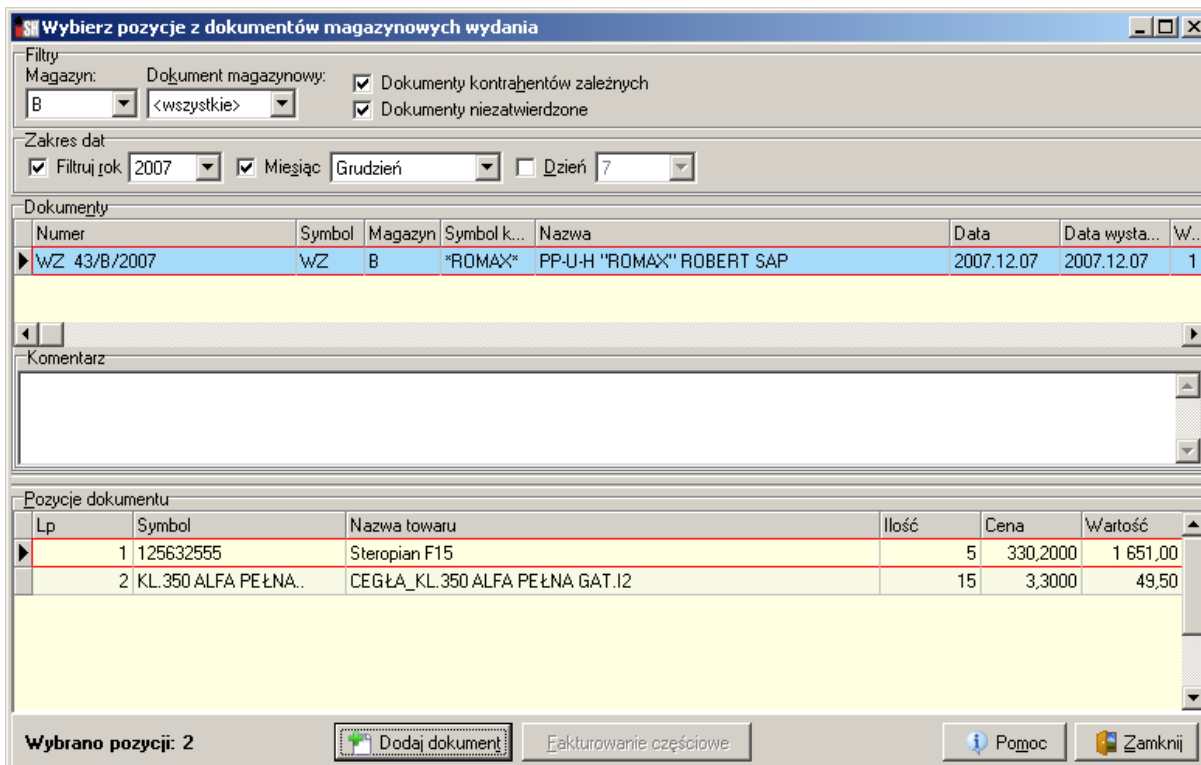 Wybierz pozycje z dokumentów magazynowych wydania
Filtry
Magazyn: Dokument magazynowy:
B <wszystkie>
Dokumenty kontrahentów zależnych
Dokumenty niezatwierdzone
Zakres dat
Filtruj rok 2007 Miesiąc Grudzień Dzień 7
Dokumenty
Numer Symbol Magazyn Symbol k... Nazwa Data Data wysta... W..
WZ 43/B/2007 WZ B *ROMAX* PP-U-H "ROMAX" ROBERT SAP 2007.12.07 2007.12.07 1
Komentarz
Pozycje dokumentu
Lp Symbol Nazwa towaru Ilość Cena Wartość
1 125632555 Steropian F15 5 330,2000 1 651,00
2 KL.350 ALFA PEŁNA.. CEGŁA_KL.350 ALFA PEŁNA GAT.I2 15 3,3000 49,50
Wybrano pozycji: 2 Dodaj dokument Fakturowanie częściowe Pomoc Zamknij